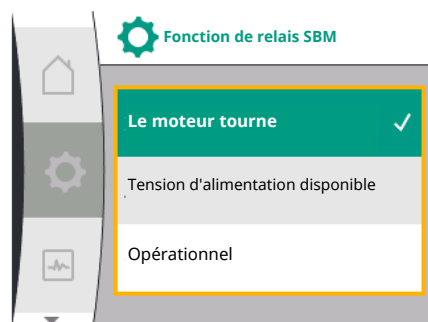 Fonction de relais SBM
Le moteur tourne
Tension d'alimentation disponible
Opérationnel